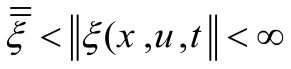 ξ̿ < ‖ξ(x ,u ,t‖ < ∞